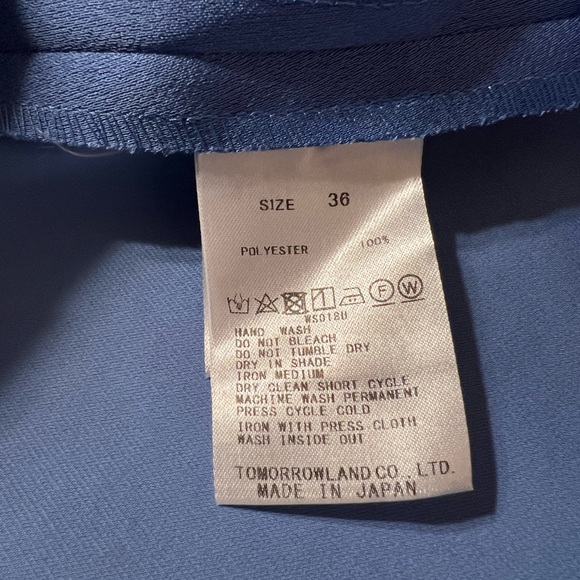 SIZE 36
POLYESTER 100%
F W
WS018U
HAND WASH
DO NOT BLEACH
DO NOT TUMBLE DRY
DRY IN SHADE
IRON MEDIUM
DRY CLEAN SHORT CYCLE
MACHINE WASH PERMANENT
PRESS CYCLE COLD
IRON WITH PRESS CLOTH
WASH INSIDE OUT
TOMORROWLAND CO., LTD.
MADE IN JAPAN